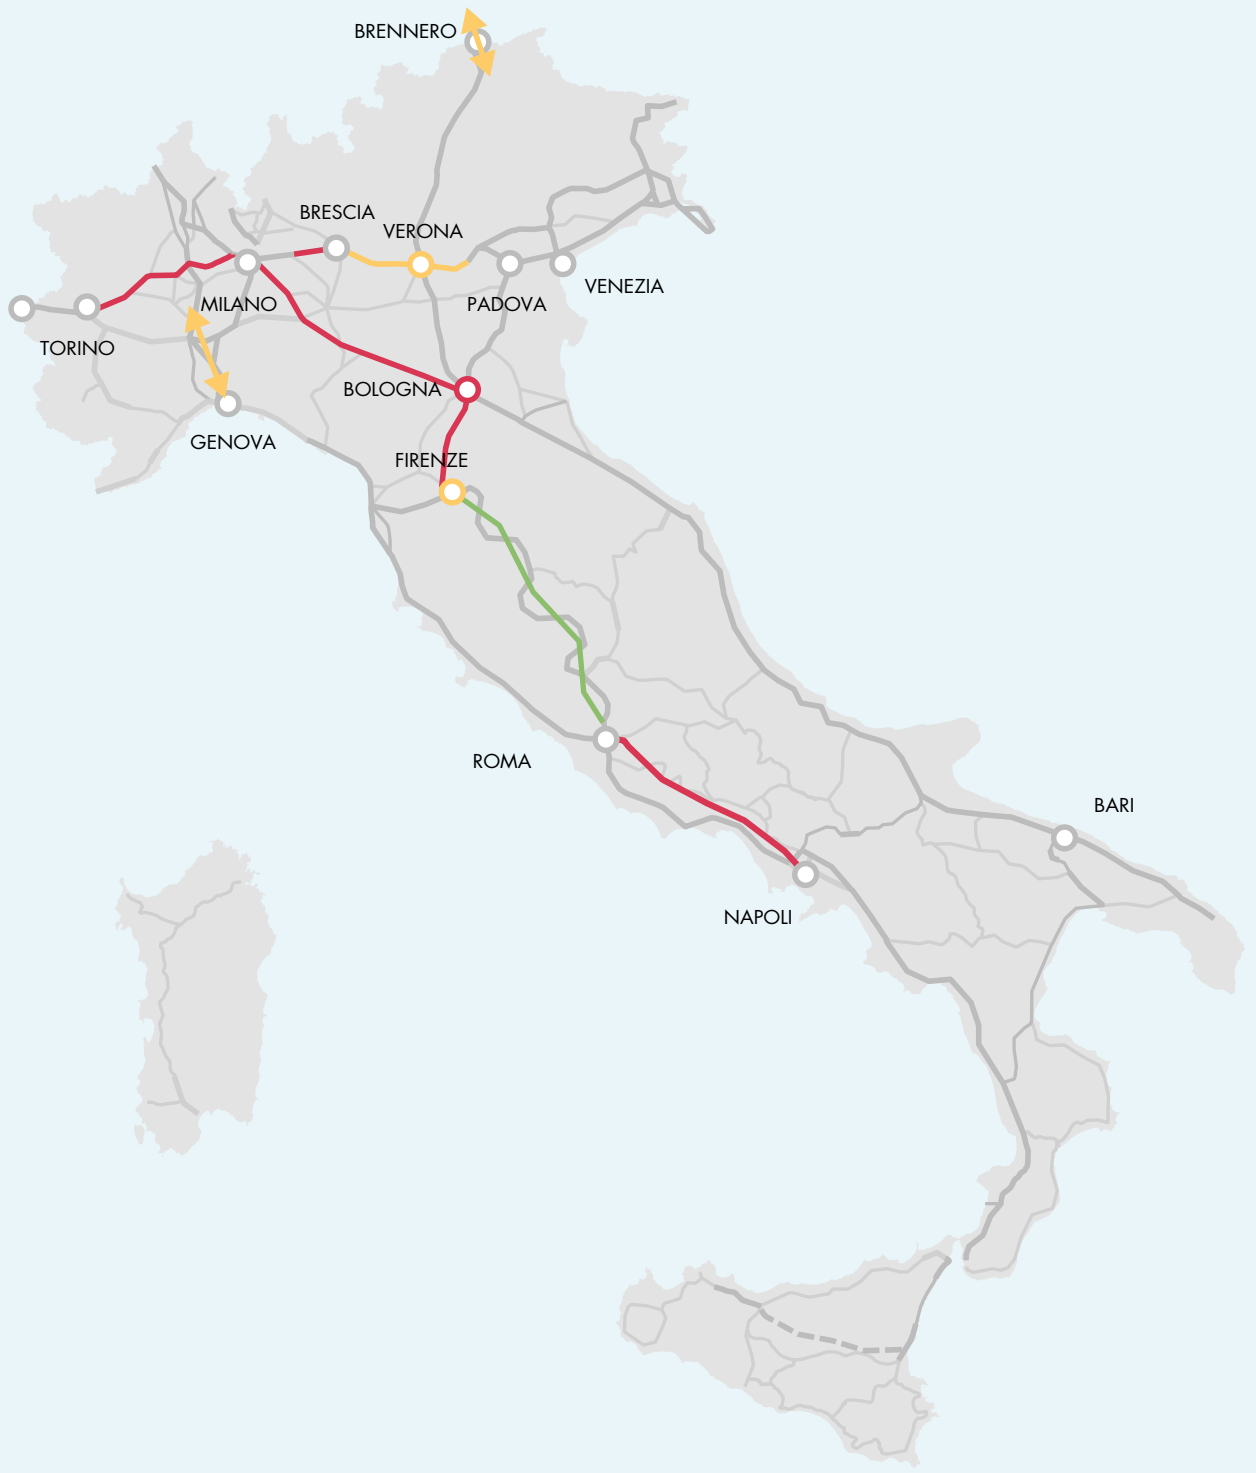 BRENNERO
BRESCIA
VERONA
VENEZIA
MILANO
PADOVA
TORINO
BOLOGNA
GENOVA
FIRENZE
ROMA
BARI
NAPOLI